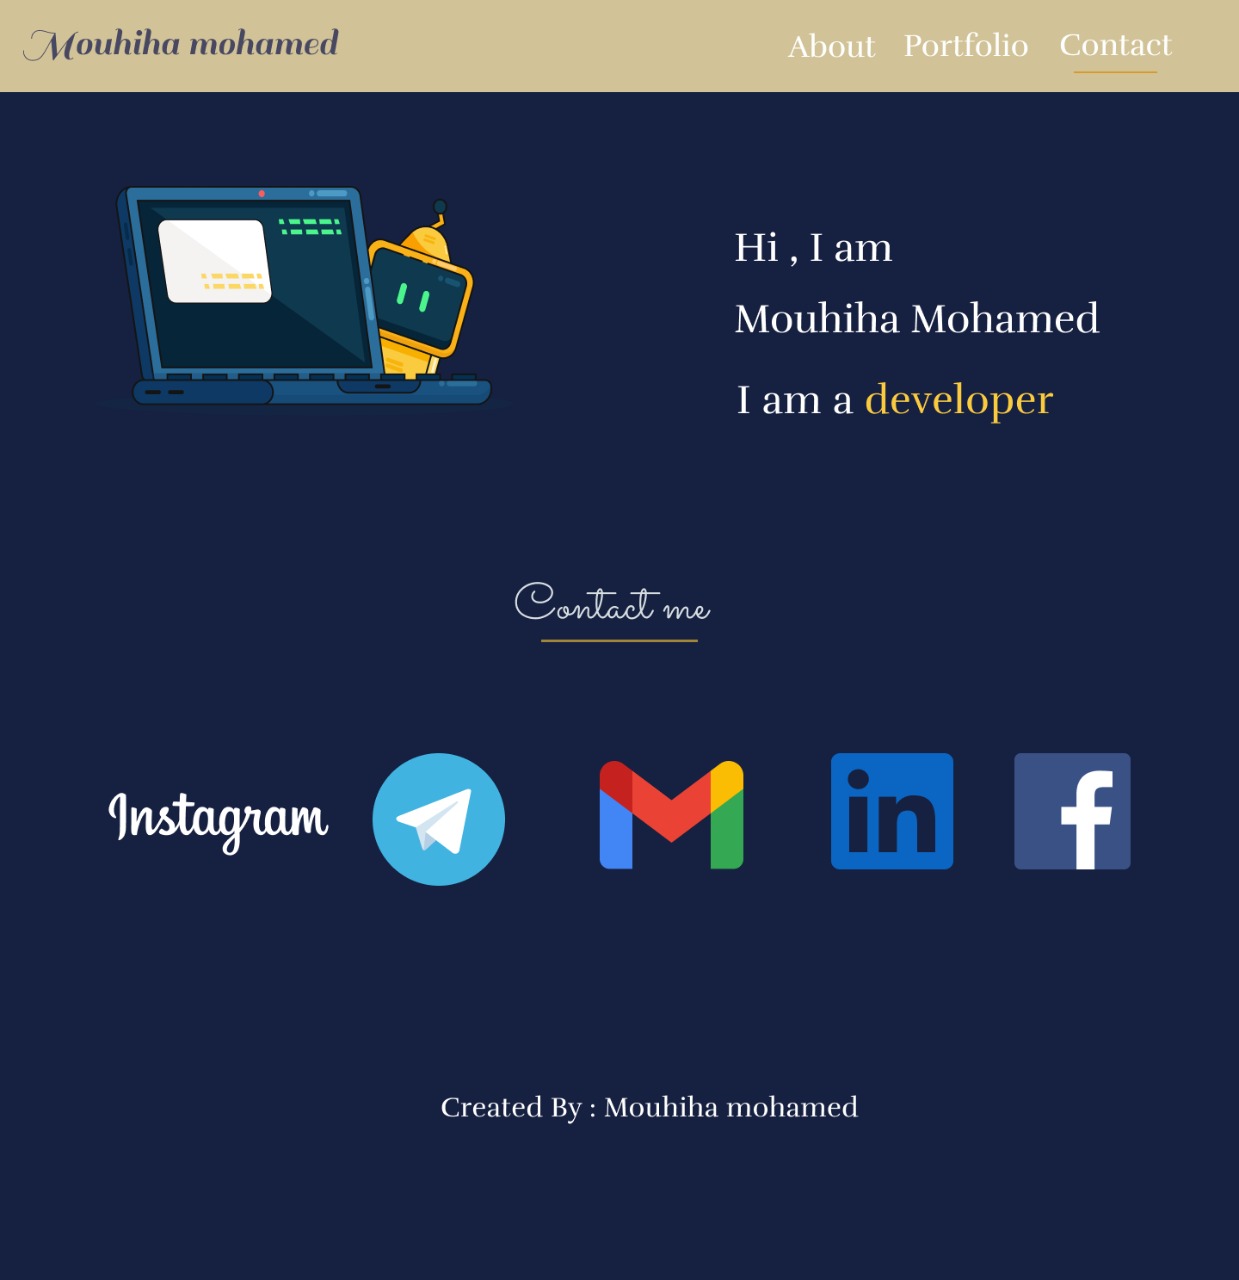 Mouhiha mohamed
About Portfolio Contact
Hi , I am
Mouhiha Mohamed
I am a developer
Contact me
Instagram
in f
Created By : Mouhiha mohamed